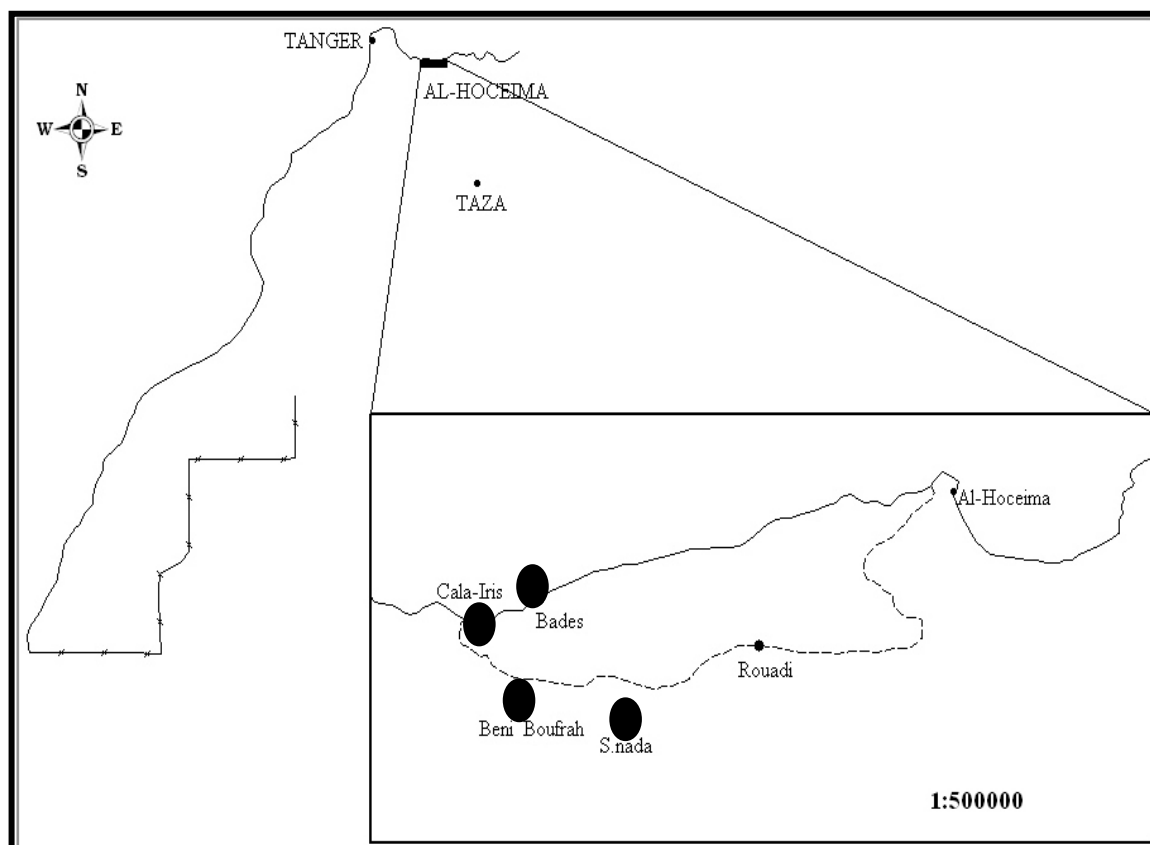 TANGER
AL-HOCEIMA
N
W E
S
TAZA
Al-Hoceima
Cala-Iris
Bades
Rouadi
Beni Boufrah
S.nada
1:500000